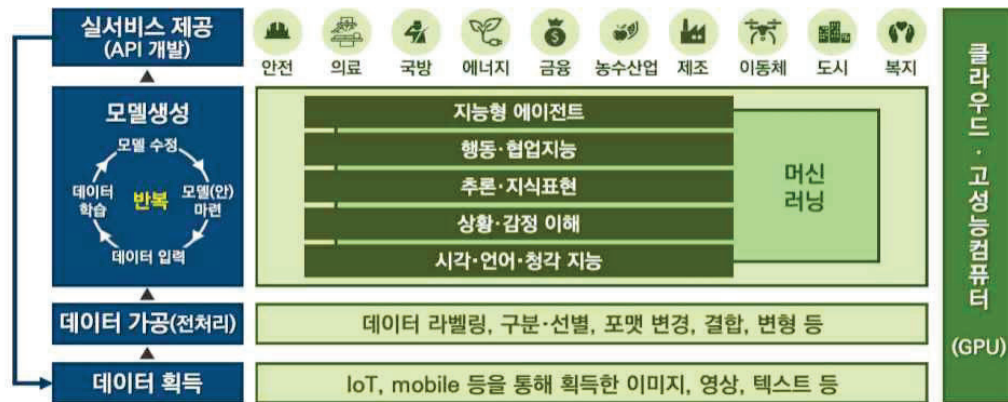 실서비스 제공
(API 개발)
안전
의료
국방
에너지
금융
농수산업
제조
이동체
도시
복지
모델생성
모델 수정
데이터
학습
반복
모델(안)
마련
데이터 입력
지능형 에이전트
행동·협업지능
추론·지식표현
상황·감정 이해
시각·언어·청각 지능
머신
러닝
데이터 가공(전처리)
데이터 라벨링, 구분·선별, 포맷 변경, 결합, 변형 등
데이터 획득
IoT, mobile 등을 통해 획득한 이미지, 영상, 텍스트 등
클라우드·고성능컴퓨터
(GPU)